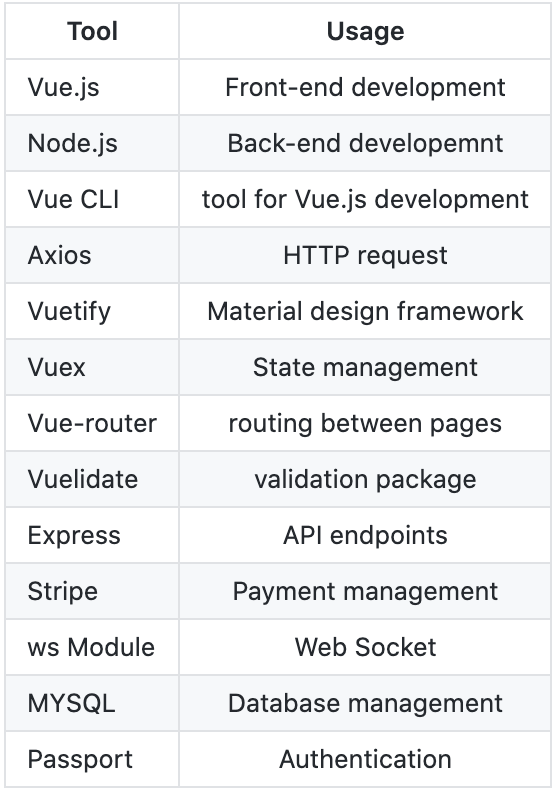 Tool Usage
Vue.js Front-end development
Node.js Back-end developemnt
Vue CLI tool for Vue.js development
Axios HTTP request
Vuetify Material design framework
Vuex State management
Vue-router routing between pages
Vuelidate validation package
Express API endpoints
Stripe Payment management
ws Module Web Socket
MYSQL Database management
Passport Authentication